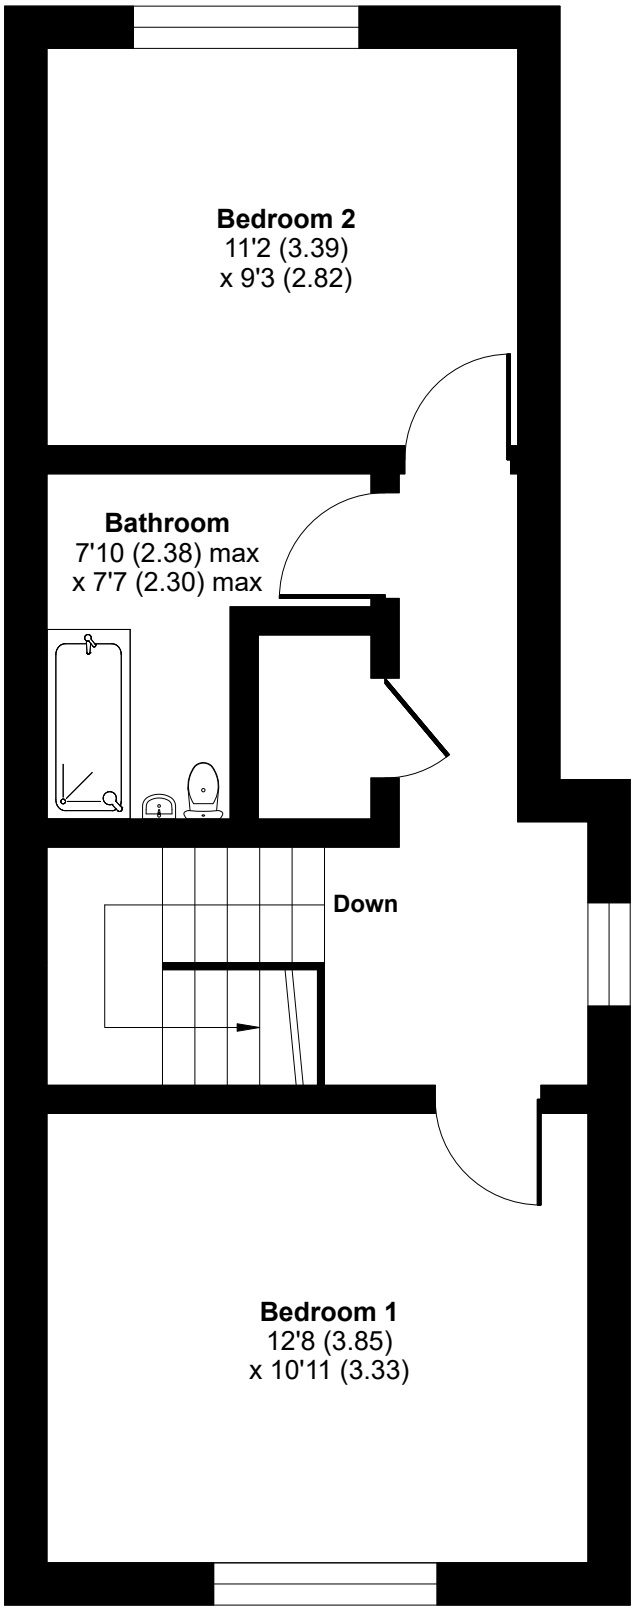 Bedroom 2
11'2 (3.39)
x 9'3 (2.82)
Bathroom
7'10 (2.38) max
x 7'7 (2.30) max
Down
Bedroom 1
12'8 (3.85)
x 10'11 (3.33)